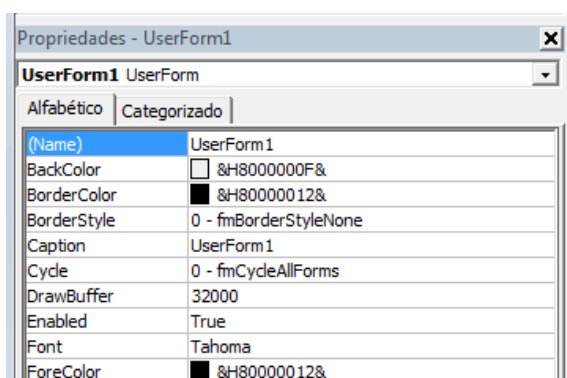 Propriedades - UserForm1
UserForm1 UserForm
Alfabético Categorizado
(Name) UserForm1
BackColor &H8000000F&
BorderColor &H80000012&
BorderStyle 0 - fmBorderStyleNone
Caption UserForm1
Cycle 0 - fmCycleAllForms
DrawBuffer 32000
Enabled True
Font Tahoma
ForeColor &H80000012&